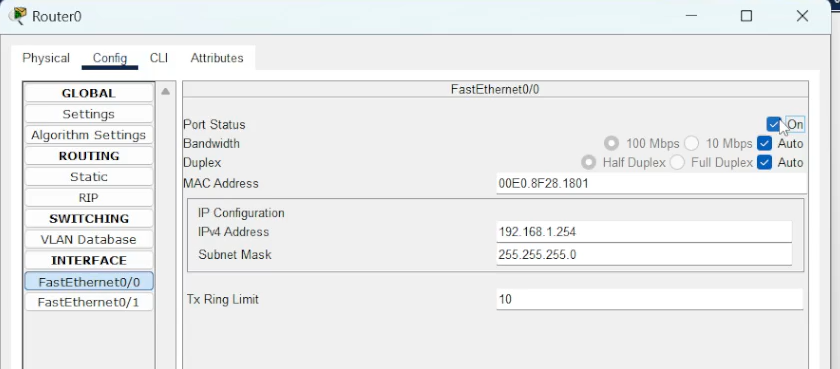 Router0
Physical Config CLI Attributes
GLOBAL
Settings
Algorithm Settings
ROUTING
Static
RIP
SWITCHING
VLAN Database
INTERFACE
FastEthernet0/0
FastEthernet0/1
FastEthernet0/0
Port Status On
Bandwidth 100 Mbps 10 Mbps Auto
Duplex Half Duplex Full Duplex Auto
MAC Address 00E0.8F28.1801
IP Configuration
IPv4 Address 192.168.1.254
Subnet Mask 255.255.255.0
Tx Ring Limit 10